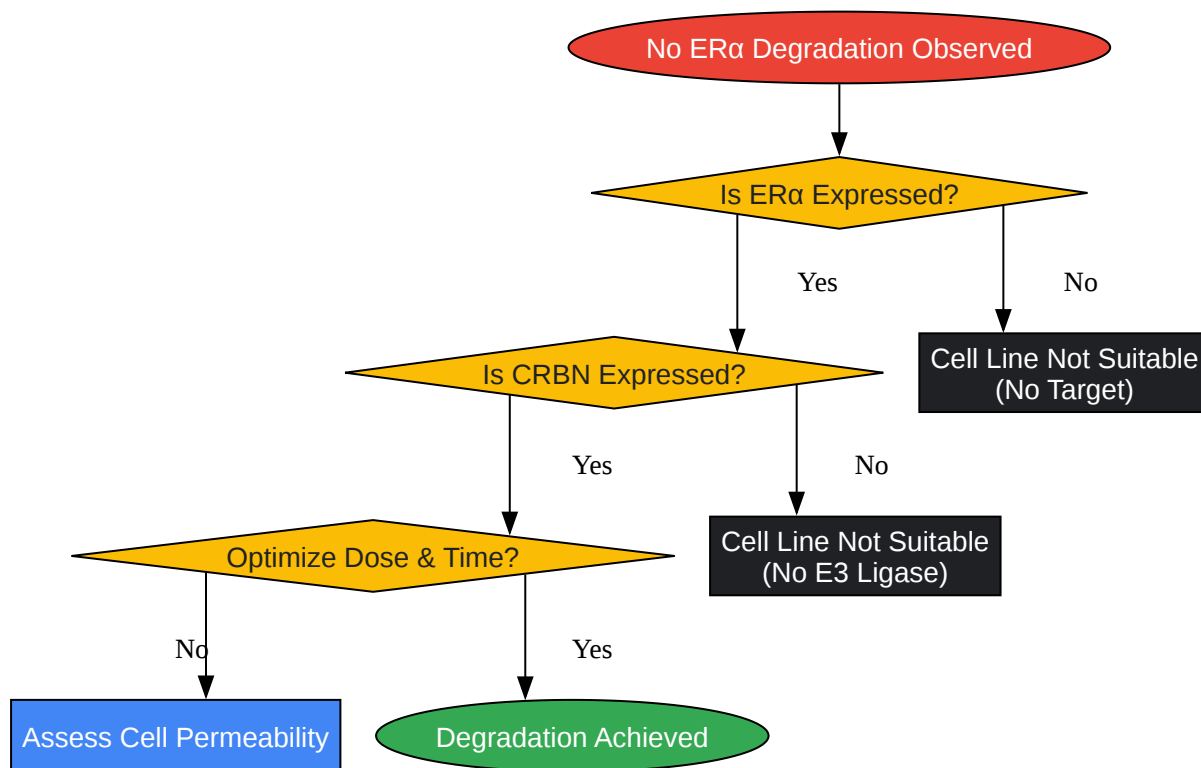 No ERα Degradation Observed
Is ERα Expressed?
Yes
No
Cell Line Not Suitable
(No Target)
Is CRBN Expressed?
Yes
No
Cell Line Not Suitable
(No E3 Ligase)
Optimize Dose & Time?
No
Yes
Assess Cell Permeability
Degradation Achieved